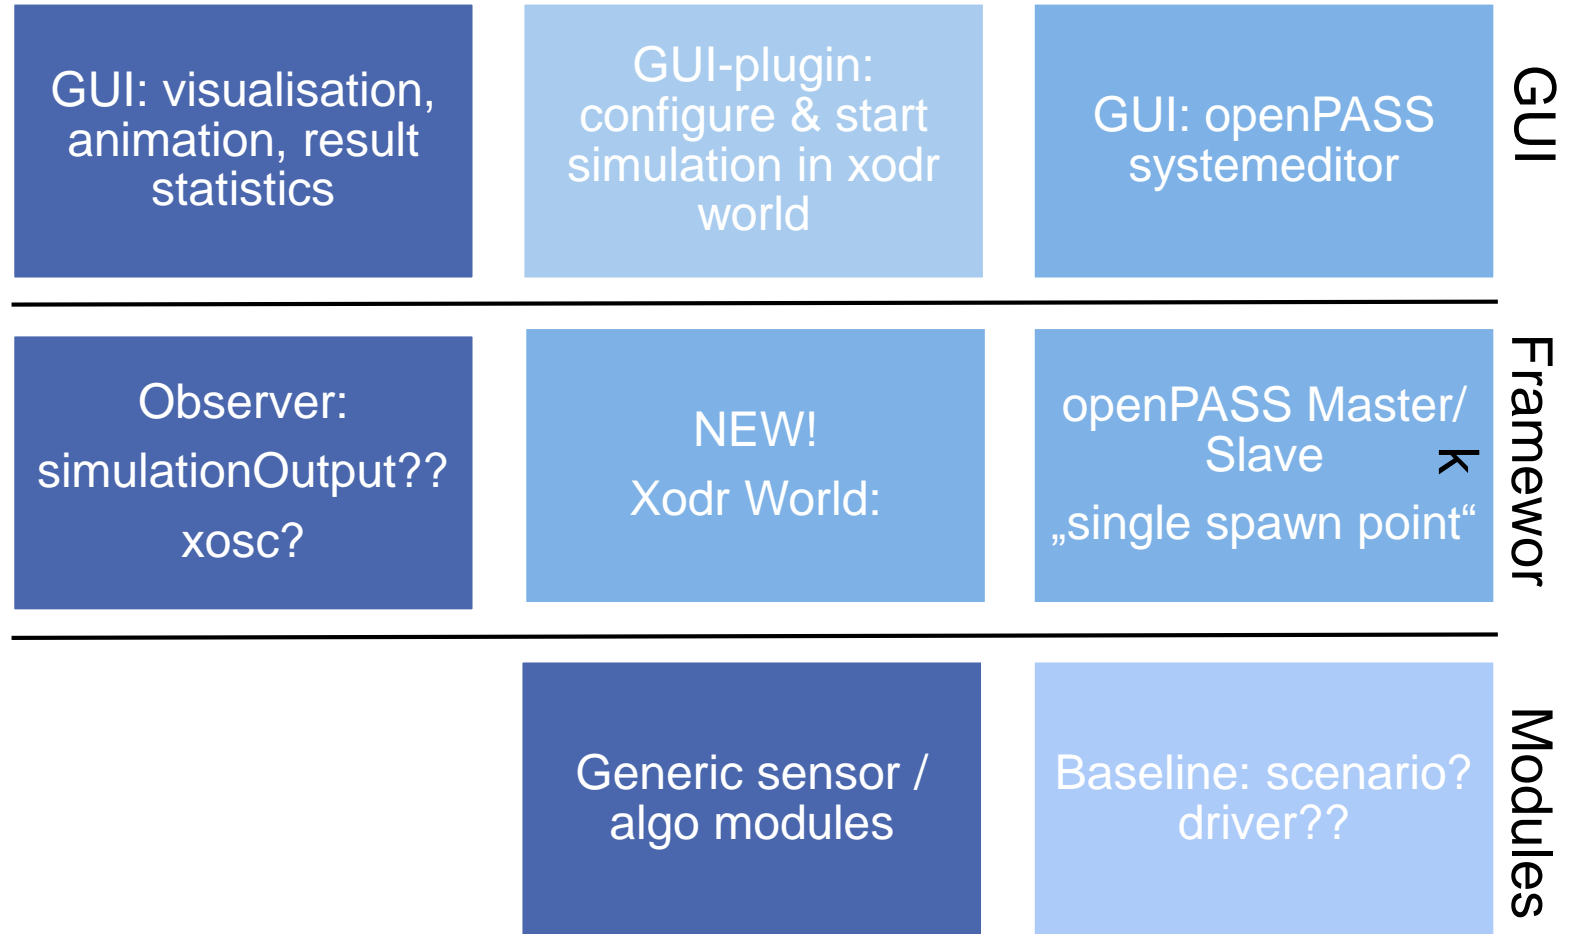 GUI: visualisation,
animation, result
statistics
GUI-plugin:
configure & start
simulation in xodr
world
GUI: openPASS
systemeditor
GUI
Observer:
simulationOutput??
xosc?
NEW!
Xodr World:
openPASS Master/
Slave
„single spawn point“
Framewor
k
Generic sensor /
algo modules
Baseline: scenario?
driver??
Modules